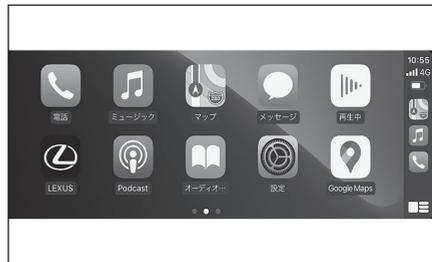 10:55
4G
電話
ミュージック
マップ
メッセージ
再生中
LEXUS
Podcast
オーディオ…
設定
Google Maps